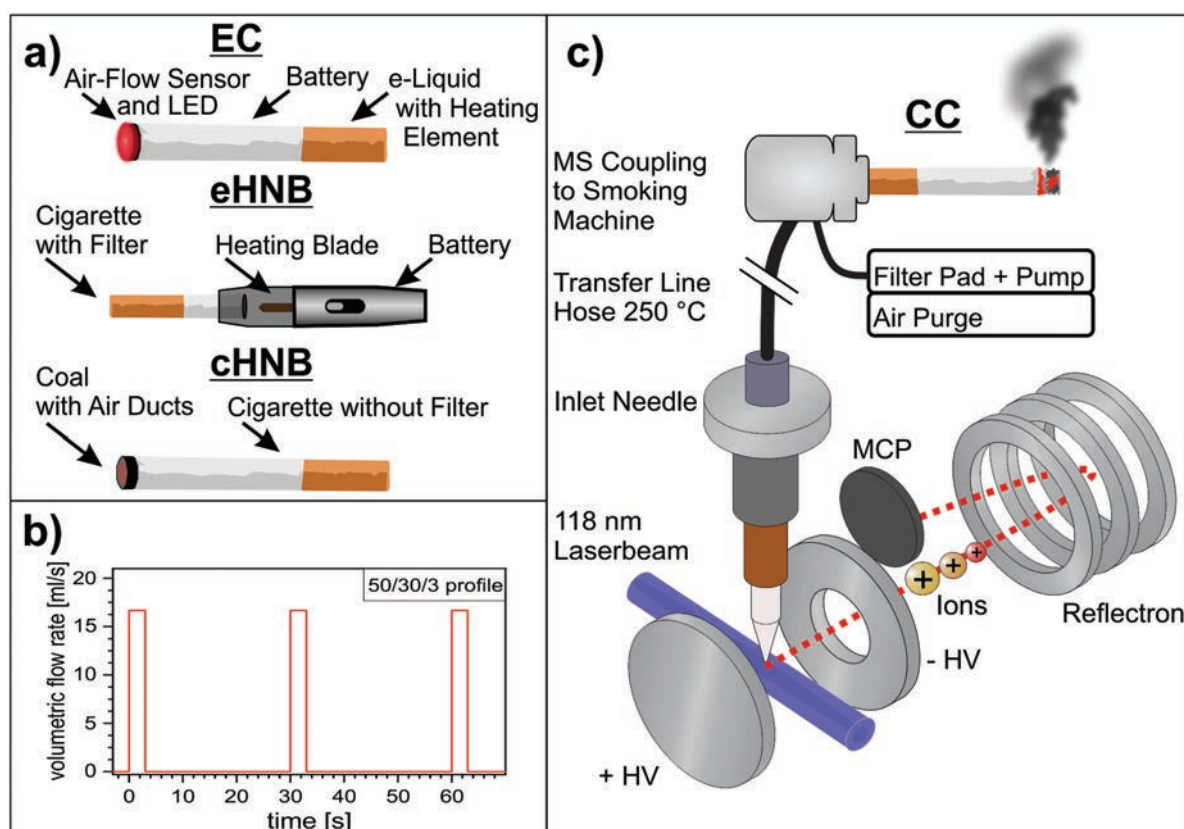 a)
EC
Air-Flow Sensor
and LED
Battery
e-Liquid
with Heating
Element
eHNB
Cigarette
with Filter
Heating Blade
Battery
cHNB
Coal
with Air Ducts
Cigarette without Filter
b)
50/30/3 profile
volumetric flow rate [ml/s]
20
15
10
5
0
0
10
20
30
40
50
60
time [s]
c)
CC
MS Coupling
to Smoking
Machine
Transfer Line
Hose 250 °C
Filter Pad + Pump
Air Purge
Inlet Needle
MCP
118 nm
Laserbeam
+
+
+
Ions
Reflectron
- HV
+ HV